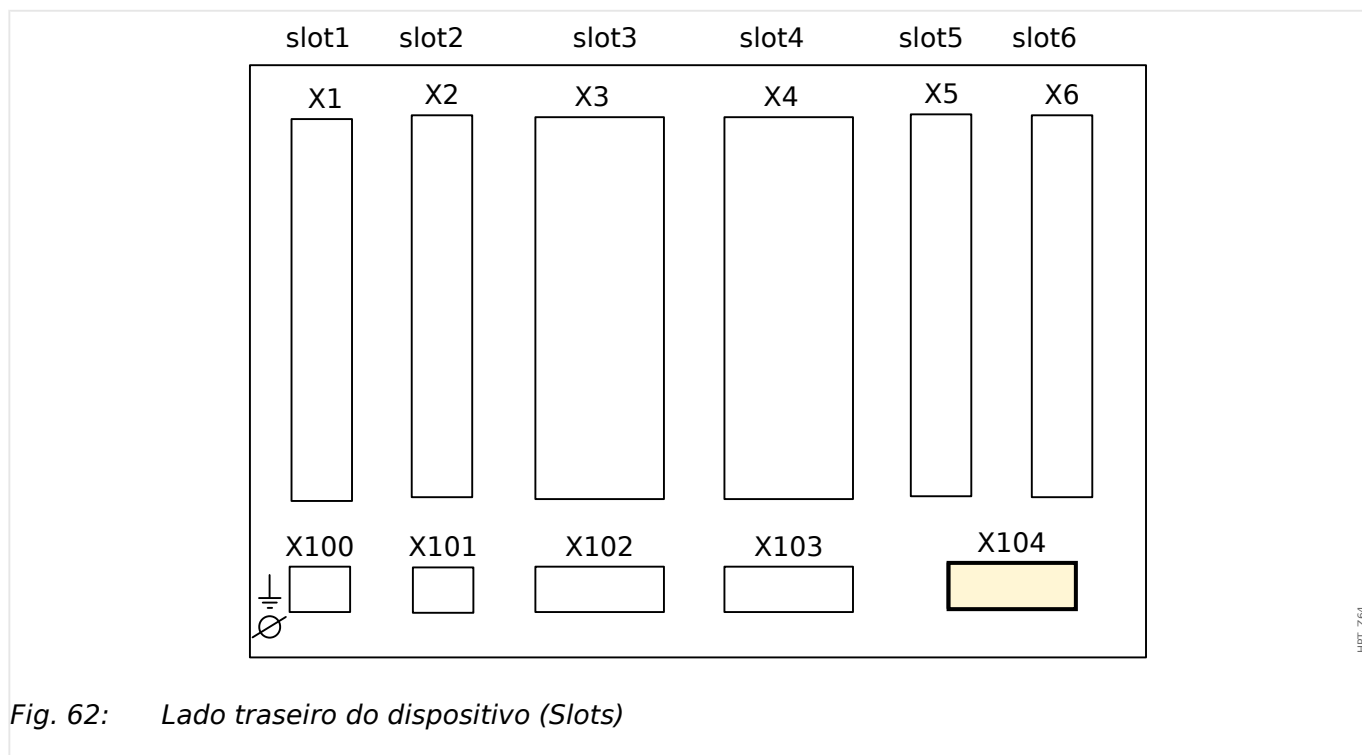 slot1 slot2 slot3 slot4 slot5 slot6
X1 X2 X3 X4 X5 X6
X100 X101 X102 X103 X104
Fig. 62: Lado traseiro do dispositivo (Slots)